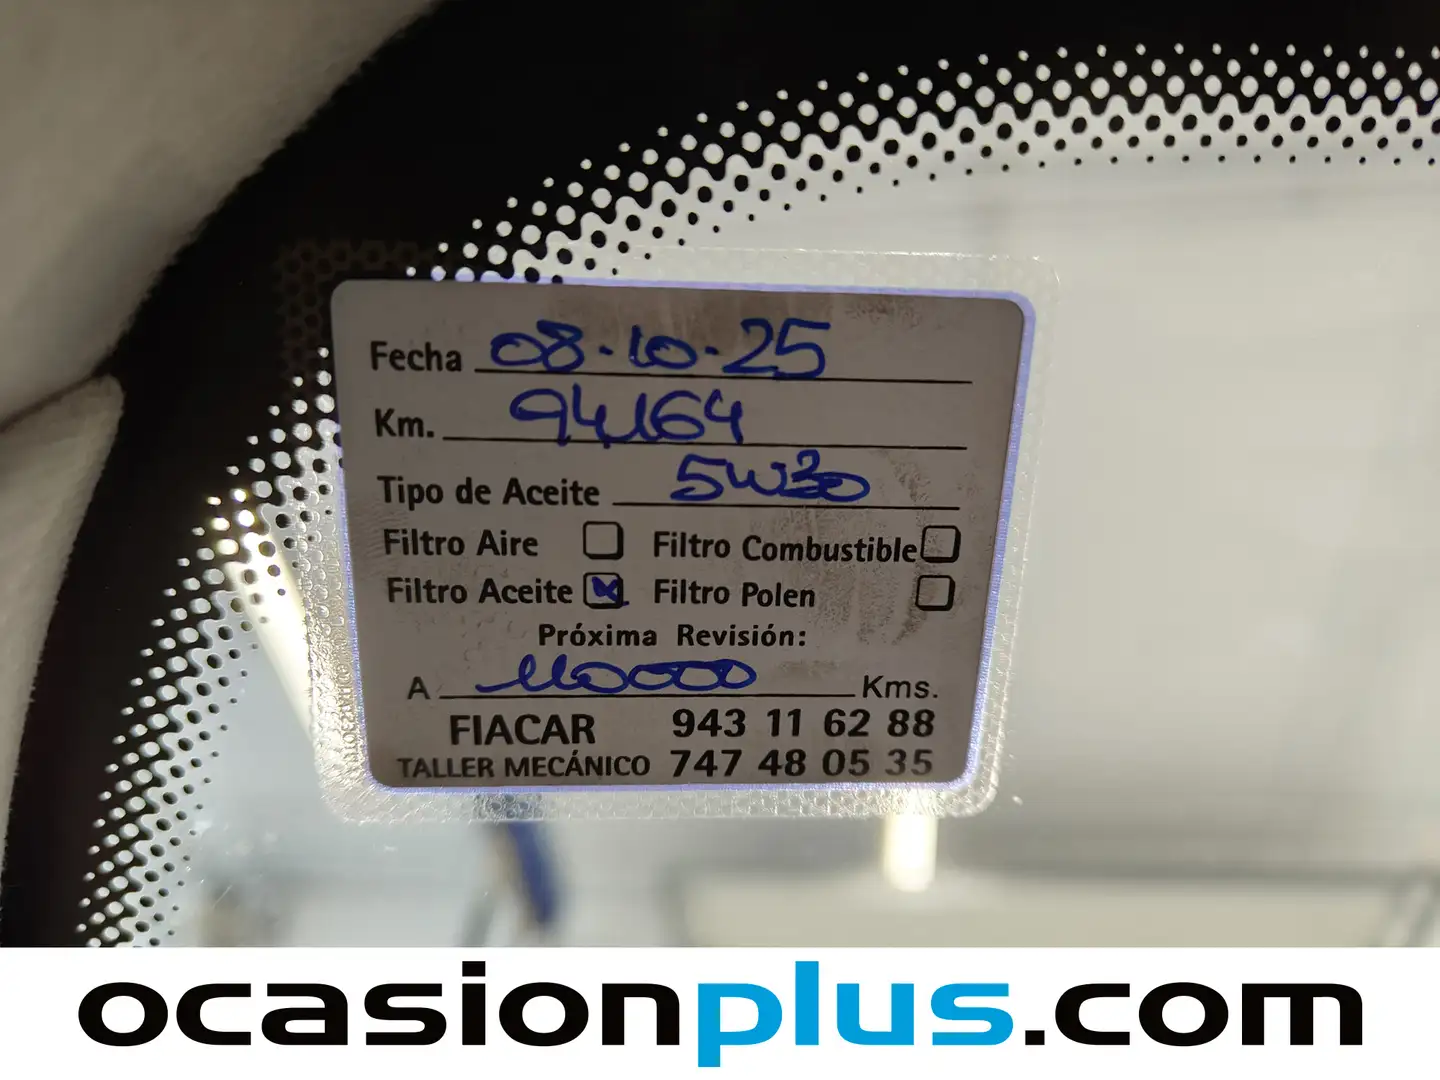 Fecha 08.10.25
Km. 94164
Tipo de Aceite 5W30
Filtro Aire Filtro Combustible
Filtro Aceite Filtro Polen
Próxima Revisión:
A 110000 Kms.
FIACAR 943 11 62 88
TALLER MECÁNICO 747 48 05 35
ocasionplus.com